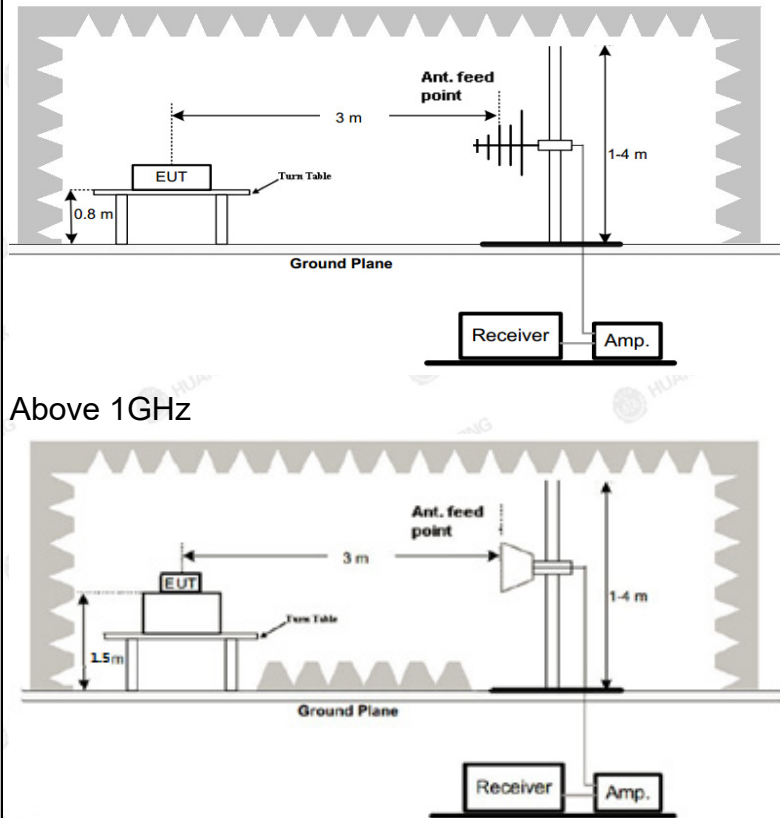 Ant. feed
point
3 m
EUT
Turn Table
1-4 m
0.8 m
Ground Plane
Receiver
Amp.
HUAK
Above 1GHz
Ant. feed
point
3 m
EUT
Turn Table
1-4 m
1.5m
Ground Plane
Receiver
Amp.